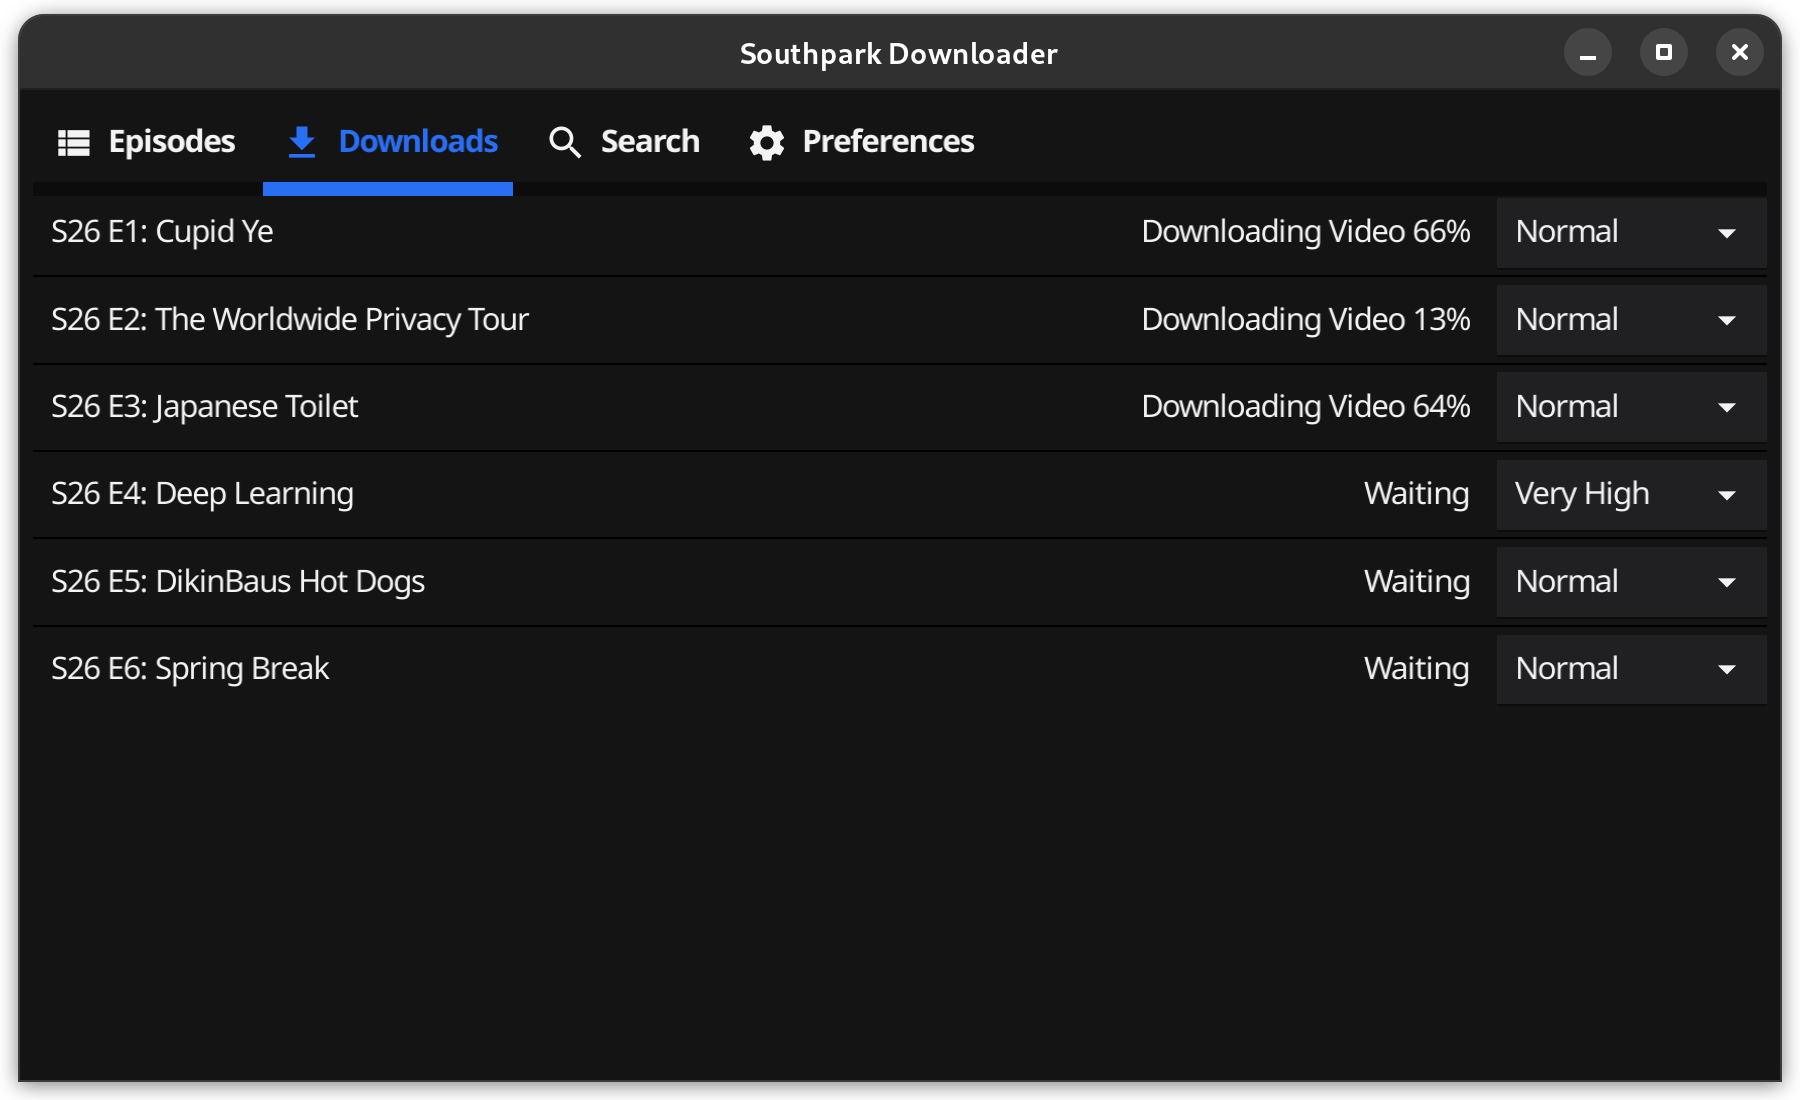 Southpark Downloader
Episodes Downloads Search Preferences
S26 E1: Cupid Ye Downloading Video 66% Normal
S26 E2: The Worldwide Privacy Tour Downloading Video 13% Normal
S26 E3: Japanese Toilet Downloading Video 64% Normal
S26 E4: Deep Learning Waiting Very High
S26 E5: DikinBaus Hot Dogs Waiting Normal
S26 E6: Spring Break Waiting Normal